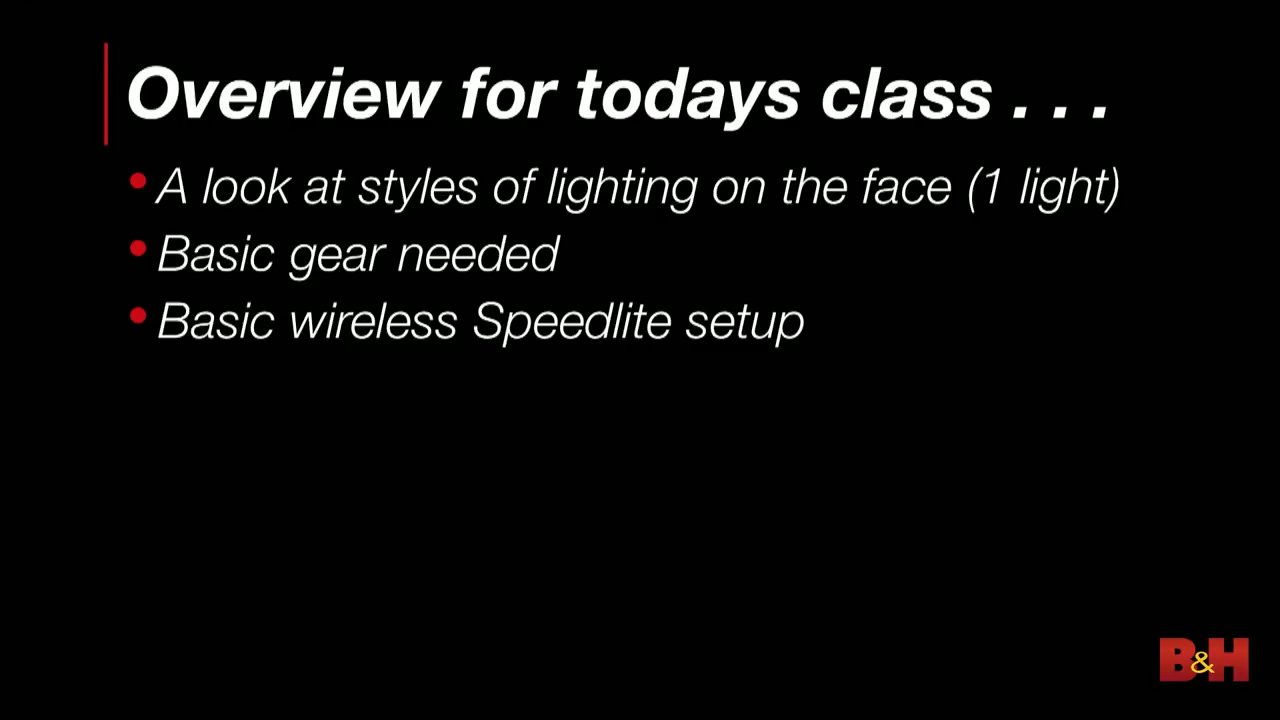 Overview for todays class . . .
• A look at styles of lighting on the face (1 light)
• Basic gear needed
• Basic wireless Speedlite setup
B&H